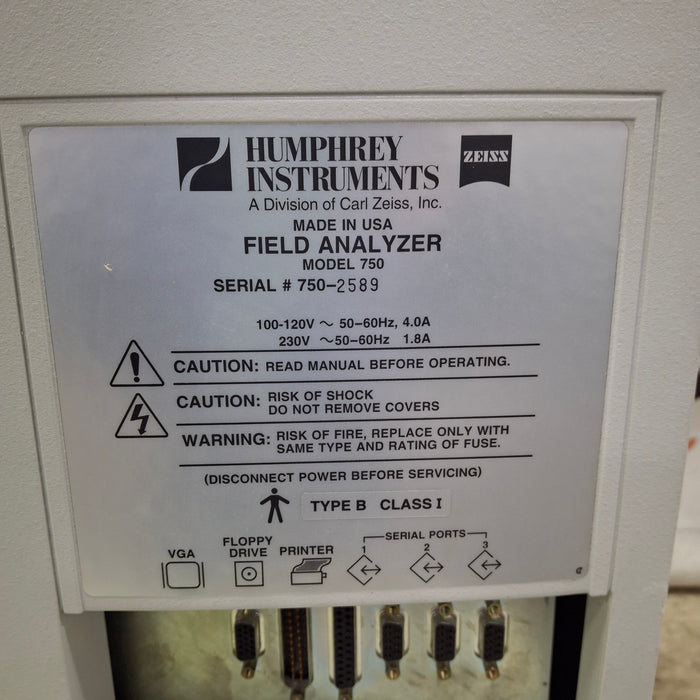 HUMPHREY
INSTRUMENTS
ZEISS
A Division of Carl Zeiss, Inc.
MADE IN USA
FIELD ANALYZER
MODEL 750
SERIAL # 750-2589
100-120V ~ 50-60Hz, 4.0A
230V ~50-60Hz 1.8A
CAUTION: READ MANUAL BEFORE OPERATING.
CAUTION: RISK OF SHOCK
DO NOT REMOVE COVERS
WARNING: RISK OF FIRE, REPLACE ONLY WITH
SAME TYPE AND RATING OF FUSE.
(DISCONNECT POWER BEFORE SERVICING)
TYPE B CLASS I
VGA
FLOPPY
DRIVE
PRINTER
SERIAL PORTS
1 2 3